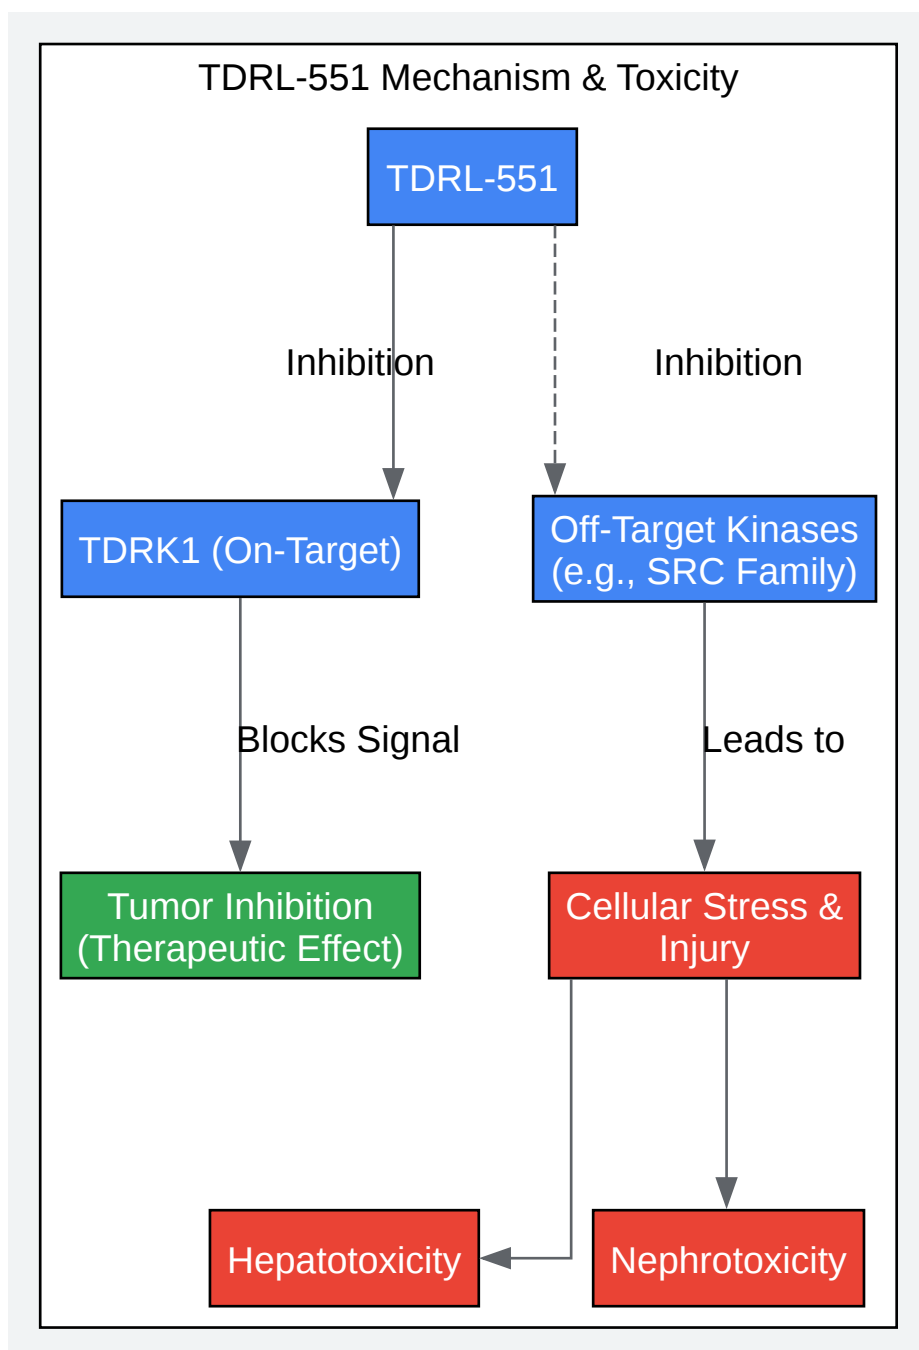 TDRL-551 Mechanism & Toxicity
TDRL-551
Inhibition
Inhibition
TDRK1 (On-Target)
Off-Target Kinases
(e.g., SRC Family)
Blocks Signal
Leads to
Tumor Inhibition
(Therapeutic Effect)
Cellular Stress &
Injury
Hepatotoxicity
Nephrotoxicity